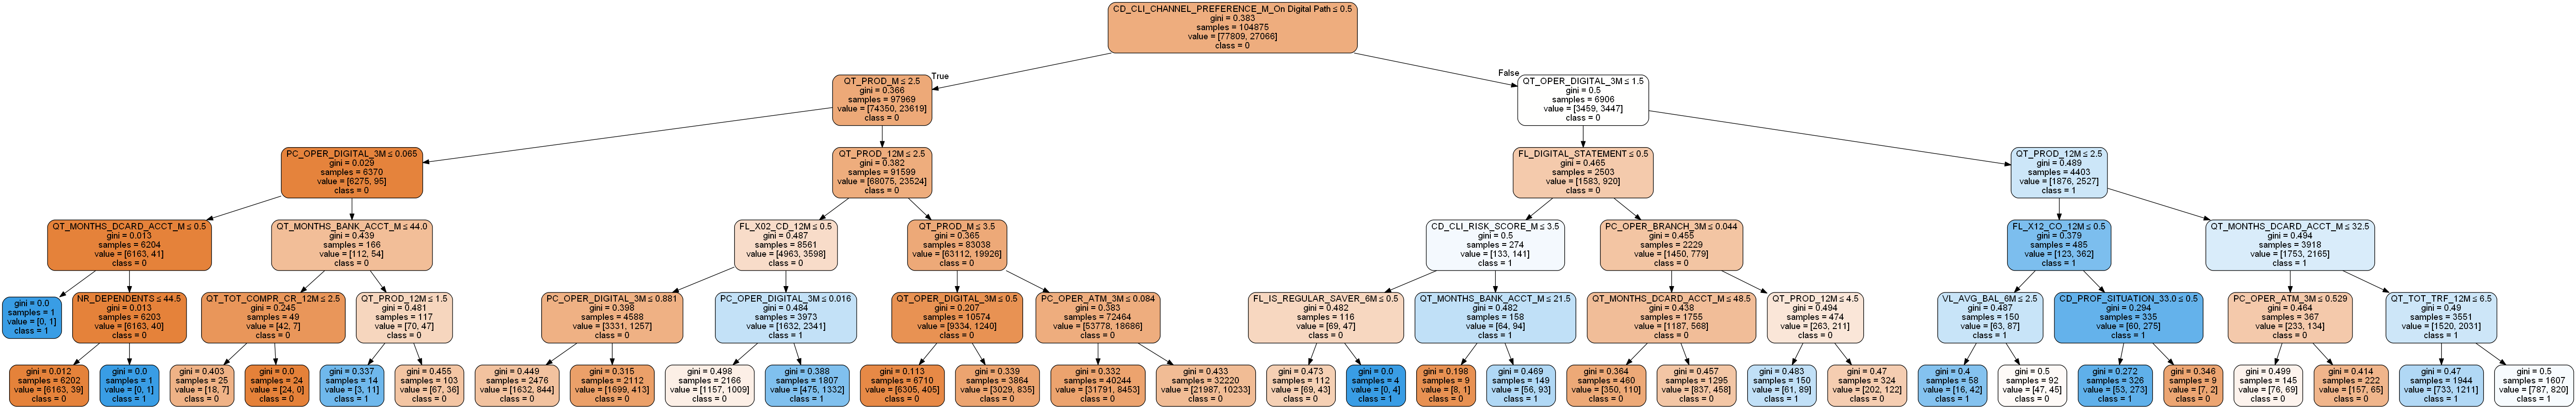 CD_CLI_CHANNEL_PREFERENCE_M_On Digital Path ≤ 0.5
gini = 0.383
samples = 104875
value = [77809, 27066]
class = 0
True
False
QT_PROD_M ≤ 2.5
gini = 0.366
samples = 97969
value = [74350, 23619]
class = 0
QT_OPER_DIGITAL_3M ≤ 1.5
gini = 0.5
samples = 6906
value = [3459, 3447]
class = 0
PC_OPER_DIGITAL_3M ≤ 0.065
gini = 0.029
samples = 6370
value = [6275, 95]
class = 0
QT_PROD_12M ≤ 2.5
gini = 0.382
samples = 91599
value = [68075, 23524]
class = 0
FL_DIGITAL_STATEMENT ≤ 0.5
gini = 0.465
samples = 2503
value = [1583, 920]
class = 0
QT_PROD_12M ≤ 2.5
gini = 0.489
samples = 4403
value = [1876, 2527]
class = 1
QT_MONTHS_DCARD_ACCT_M ≤ 0.5
gini = 0.013
samples = 6204
value = [6163, 41]
class = 0
QT_MONTHS_BANK_ACCT_M ≤ 44.0
gini = 0.439
samples = 166
value = [112, 54]
class = 0
FL_X02_CD_12M ≤ 0.5
gini = 0.487
samples = 8561
value = [4963, 3598]
class = 0
QT_PROD_M ≤ 3.5
gini = 0.365
samples = 83038
value = [63112, 19926]
class = 0
CD_CLI_RISK_SCORE_M ≤ 3.5
gini = 0.5
samples = 274
value = [133, 141]
class = 1
PC_OPER_BRANCH_3M ≤ 0.044
gini = 0.455
samples = 2229
value = [1450, 779]
class = 0
FL_X12_CO_12M ≤ 0.5
gini = 0.379
samples = 485
value = [123, 362]
class = 1
QT_MONTHS_DCARD_ACCT_M ≤ 32.5
gini = 0.494
samples = 3918
value = [1753, 2165]
class = 1
gini = 0.0
samples = 1
value = [0, 1]
class = 1
NR_DEPENDENTS ≤ 44.5
gini = 0.013
samples = 6203
value = [6163, 40]
class = 0
QT_TOT_COMPR_CR_12M ≤ 2.5
gini = 0.245
samples = 49
value = [42, 7]
class = 0
QT_PROD_12M ≤ 1.5
gini = 0.481
samples = 117
value = [70, 47]
class = 0
PC_OPER_DIGITAL_3M ≤ 0.881
gini = 0.398
samples = 4588
value = [3331, 1257]
class = 0
PC_OPER_DIGITAL_3M ≤ 0.016
gini = 0.484
samples = 3973
value = [1632, 2341]
class = 1
QT_OPER_DIGITAL_3M ≤ 0.5
gini = 0.207
samples = 10574
value = [9334, 1240]
class = 0
PC_OPER_ATM_3M ≤ 0.084
gini = 0.383
samples = 72464
value = [53778, 18686]
class = 0
FL_IS_REGULAR_SAVER_6M ≤ 0.5
gini = 0.482
samples = 116
value = [69, 47]
class = 0
QT_MONTHS_BANK_ACCT_M ≤ 21.5
gini = 0.482
samples = 158
value = [64, 94]
class = 1
QT_MONTHS_DCARD_ACCT_M ≤ 48.5
gini = 0.438
samples = 1755
value = [1187, 568]
class = 0
QT_PROD_12M ≤ 4.5
gini = 0.494
samples = 474
value = [263, 211]
class = 0
VL_AVG_BAL_6M ≤ 2.5
gini = 0.487
samples = 150
value = [63, 87]
class = 1
CD_PROF_SITUATION_33.0 ≤ 0.5
gini = 0.294
samples = 335
value = [60, 275]
class = 1
PC_OPER_ATM_3M ≤ 0.529
gini = 0.464
samples = 367
value = [233, 134]
class = 0
QT_TOT_TRF_12M ≤ 6.5
gini = 0.49
samples = 3551
value = [1520, 2031]
class = 1
gini = 0.012
samples = 6202
value = [6163, 39]
class = 0
gini = 0.0
samples = 1
value = [0, 1]
class = 1
gini = 0.403
samples = 25
value = [18, 7]
class = 0
gini = 0.0
samples = 24
value = [24, 0]
class = 0
gini = 0.337
samples = 14
value = [3, 11]
class = 1
gini = 0.455
samples = 103
value = [67, 36]
class = 0
gini = 0.449
samples = 2476
value = [1632, 844]
class = 0
gini = 0.315
samples = 2112
value = [1699, 413]
class = 0
gini = 0.498
samples = 2166
value = [1157, 1009]
class = 0
gini = 0.388
samples = 1807
value = [475, 1332]
class = 1
gini = 0.113
samples = 6710
value = [6305, 405]
class = 0
gini = 0.339
samples = 3864
value = [3029, 835]
class = 0
gini = 0.332
samples = 40244
value = [31791, 8453]
class = 0
gini = 0.433
samples = 32220
value = [21987, 10233]
class = 0
gini = 0.473
samples = 112
value = [69, 43]
class = 0
gini = 0.0
samples = 4
value = [0, 4]
class = 1
gini = 0.198
samples = 9
value = [8, 1]
class = 0
gini = 0.469
samples = 149
value = [56, 93]
class = 1
gini = 0.364
samples = 460
value = [350, 110]
class = 0
gini = 0.457
samples = 1295
value = [837, 458]
class = 0
gini = 0.483
samples = 150
value = [61, 89]
class = 1
gini = 0.47
samples = 324
value = [202, 122]
class = 0
gini = 0.4
samples = 58
value = [16, 42]
class = 1
gini = 0.5
samples = 92
value = [47, 45]
class = 0
gini = 0.272
samples = 326
value = [53, 273]
class = 1
gini = 0.346
samples = 9
value = [7, 2]
class = 0
gini = 0.499
samples = 145
value = [76, 69]
class = 0
gini = 0.414
samples = 222
value = [157, 65]
class = 0
gini = 0.47
samples = 1944
value = [733, 1211]
class = 1
gini = 0.5
samples = 1607
value = [787, 820]
class = 1